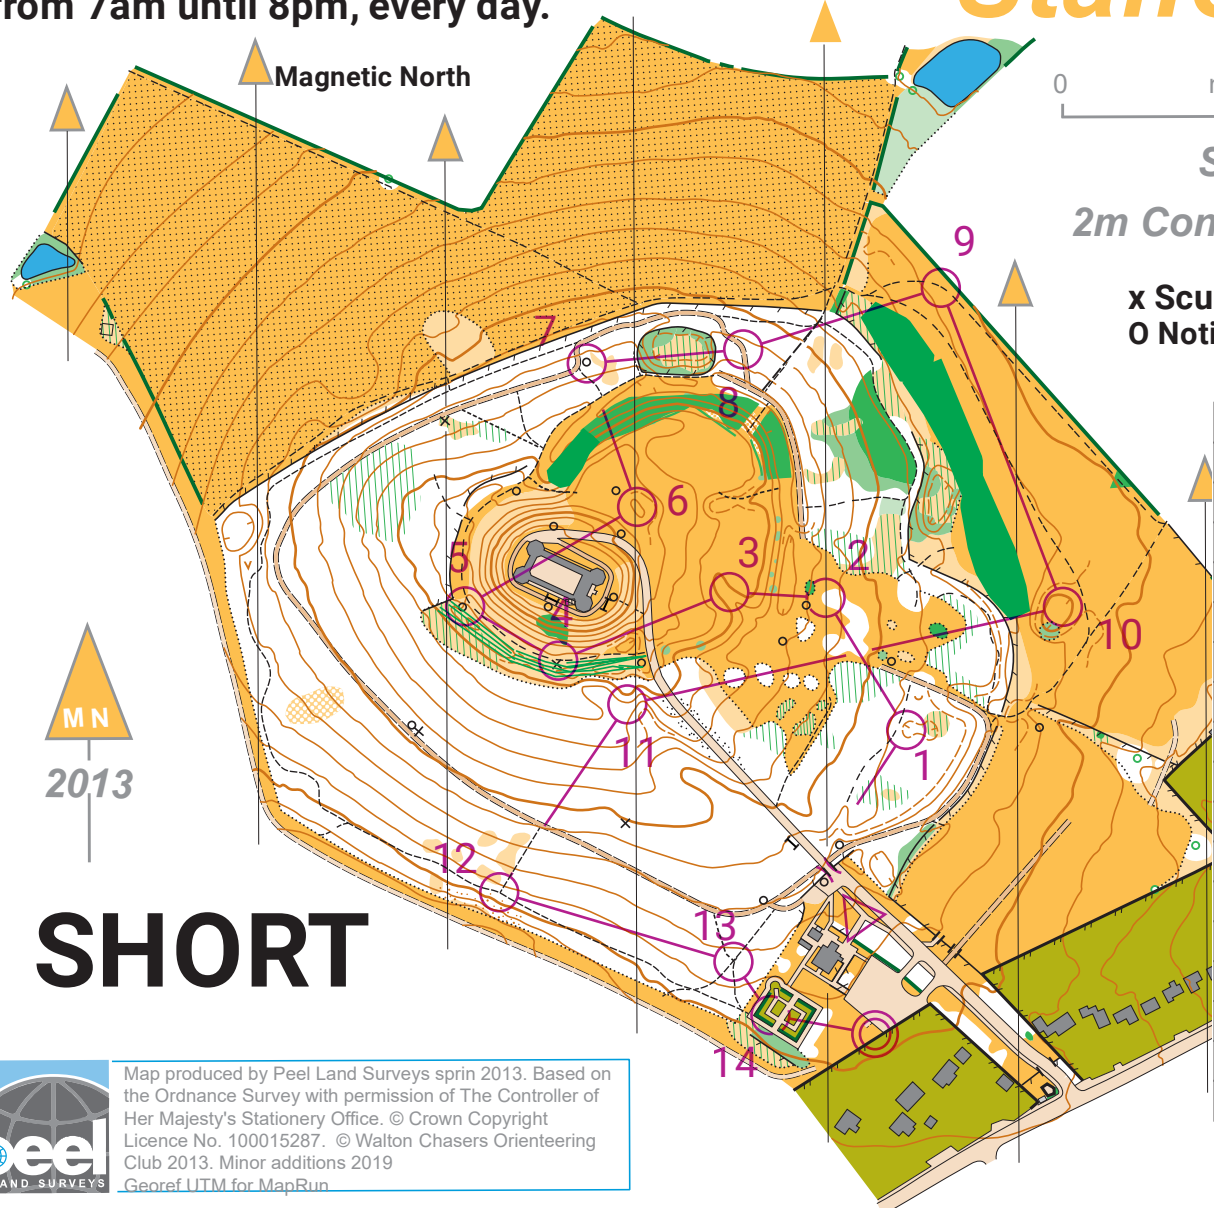 from 7am until 8pm, every day.
Magnetic North
0
2m Con
x Scu
O Noti
9
7
8
6
5
3
2
4
10
1
11
MN
2013
12
13
14
SHORT
peel
AND SURVEYS
Map produced by Peel Land Surveys sprin 2013. Based on
the Ordnance Survey with permission of The Controller of
Her Majesty's Stationery Office. © Crown Copyright
Licence No. 100015287. © Walton Chasers Orienteering
Club 2013. Minor additions 2019
Georef UTM for MapRun